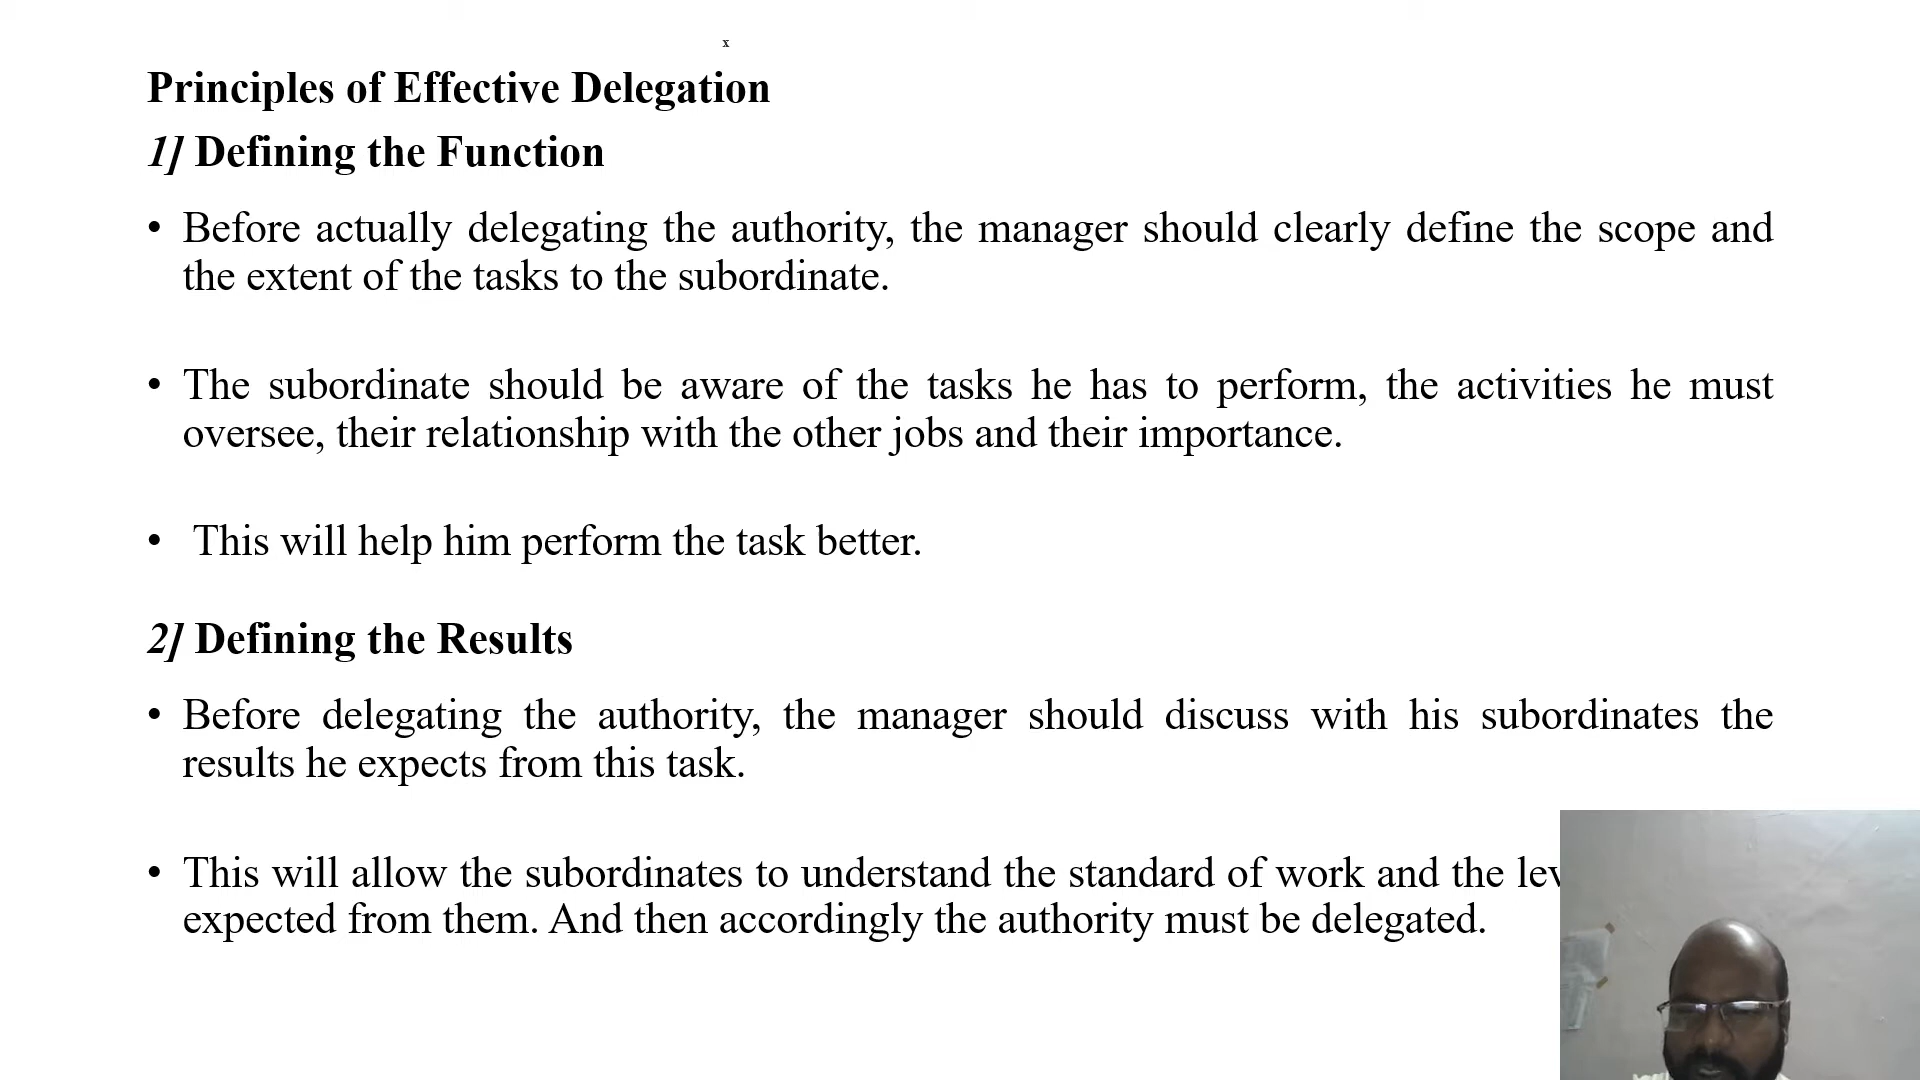 x
Principles of Effective Delegation
1] Defining the Function
• Before actually delegating the authority, the manager should clearly define the scope and
the extent of the tasks to the subordinate.
• The subordinate should be aware of the tasks he has to perform, the activities he must
oversee, their relationship with the other jobs and their importance.
• This will help him perform the task better.
2] Defining the Results
• Before delegating the authority, the manager should discuss with his subordinates the
results he expects from this task.
• This will allow the subordinates to understand the standard of work and the
expected from them. And then accordingly the authority must be delegated.